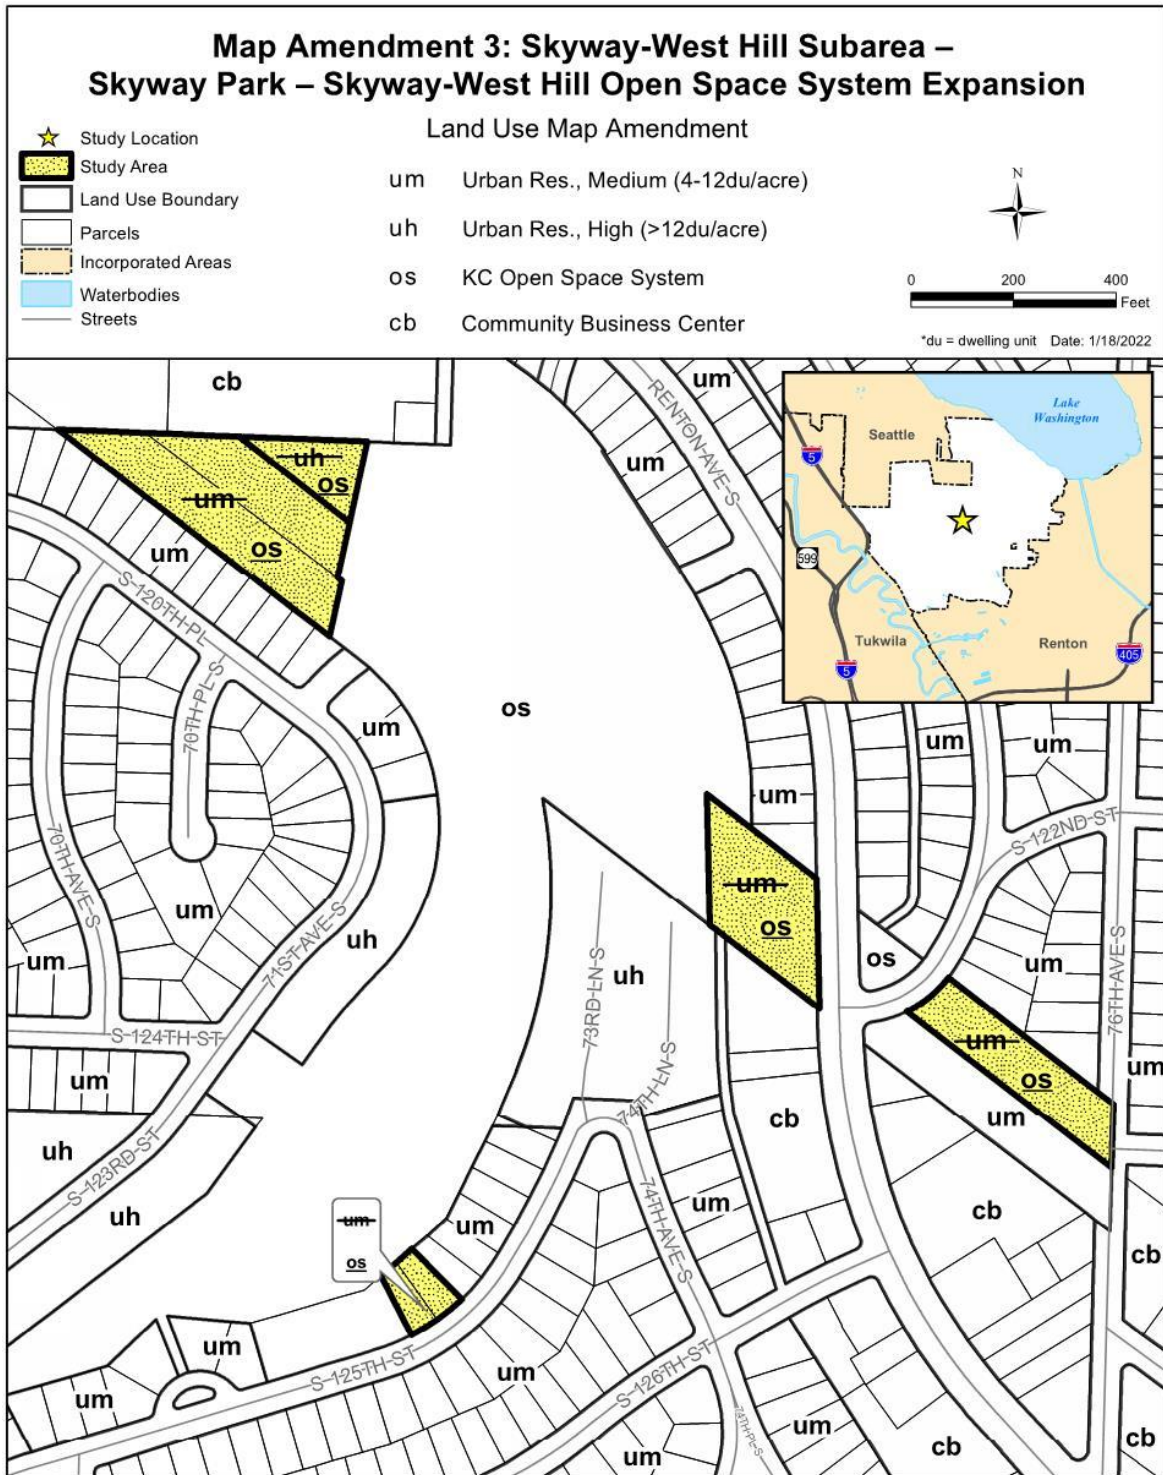 Map Amendment 3: Skyway-West Hill Subarea –
Skyway Park – Skyway-West Hill Open Space System Expansion
Land Use Map Amendment
Study Location
Study Area
Land Use Boundary
Parcels
Incorporated Areas
Waterbodies
Streets
um Urban Res., Medium (4-12du/acre)
uh Urban Res., High (>12du/acre)
os KC Open Space System
cb Community Business Center
N
0 200 400
Feet
*du = dwelling unit Date: 1/18/2022
cb
um
RENTON-AVE-S
um
uh
os
um
os
um
S-120TH-PL
70TH-PL-S
70TH-AVE-S
um
os
um
um
um
um
um
os
S-122ND-ST
um
71ST-AVE-S
uh
um
os
um
uh
73RD-LN-S
74TH-LN-S
um
os
76TH-AVE-S
um
S-124TH-ST
um
um
cb
uh
S-123RD-ST
uh
um
os
um
um
74TH-AVE-S
cb
cb
um
S-125TH-ST
um
um
S-126TH-ST
74TH-PL-S
um
um
cb
cb
Lake
Washington
Seattle
5
599
Tukwila
5
Renton
405